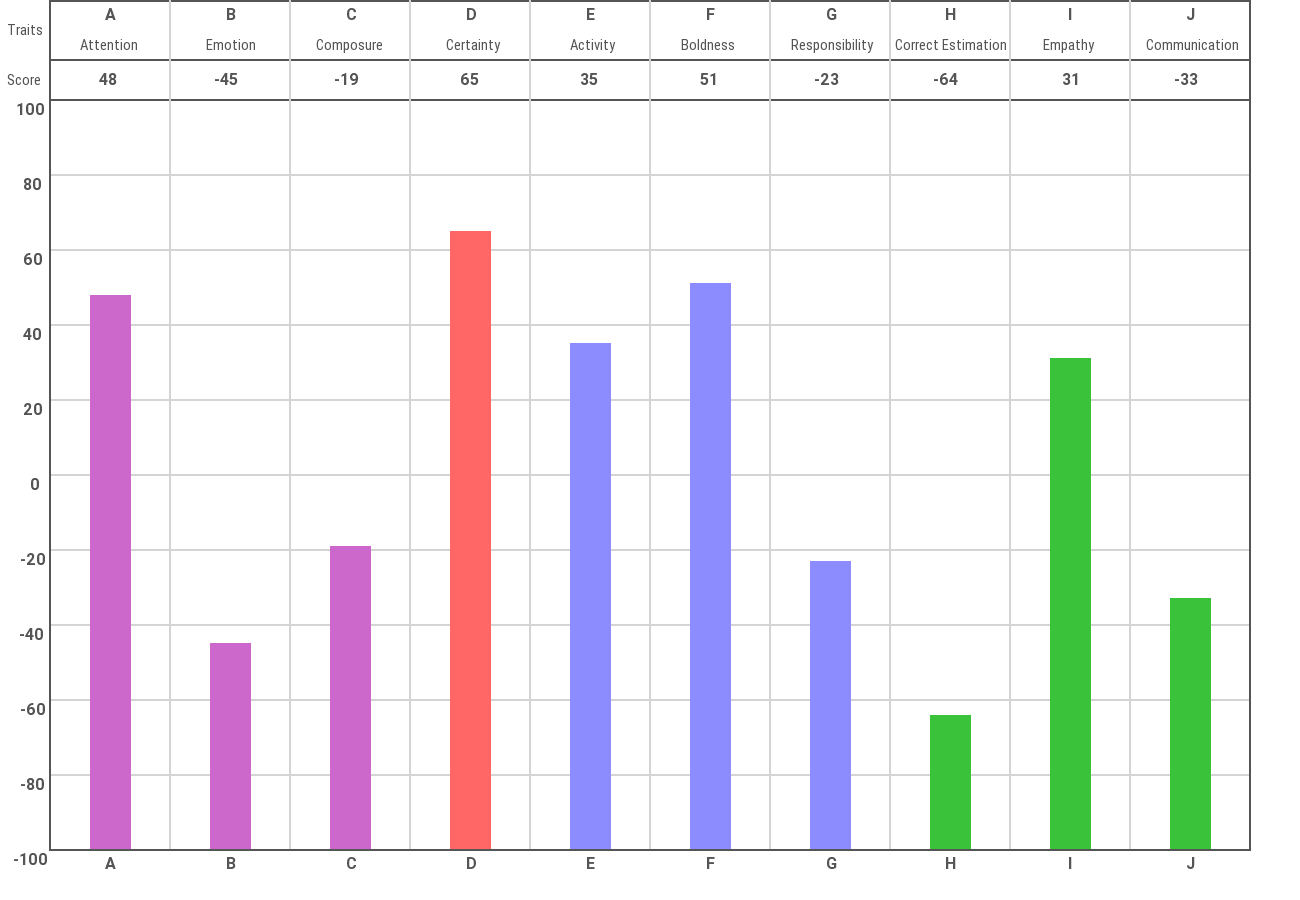 Traits A B C D E F G H I J
Attention Emotion Composure Certainty Activity Boldness Responsibility Correct Estimation Empathy Communication
Score 48 -45 -19 65 35 51 -23 -64 31 -33
100
80
60
40
20
0
-20
-40
-60
-80
-100
A B C D E F G H I J